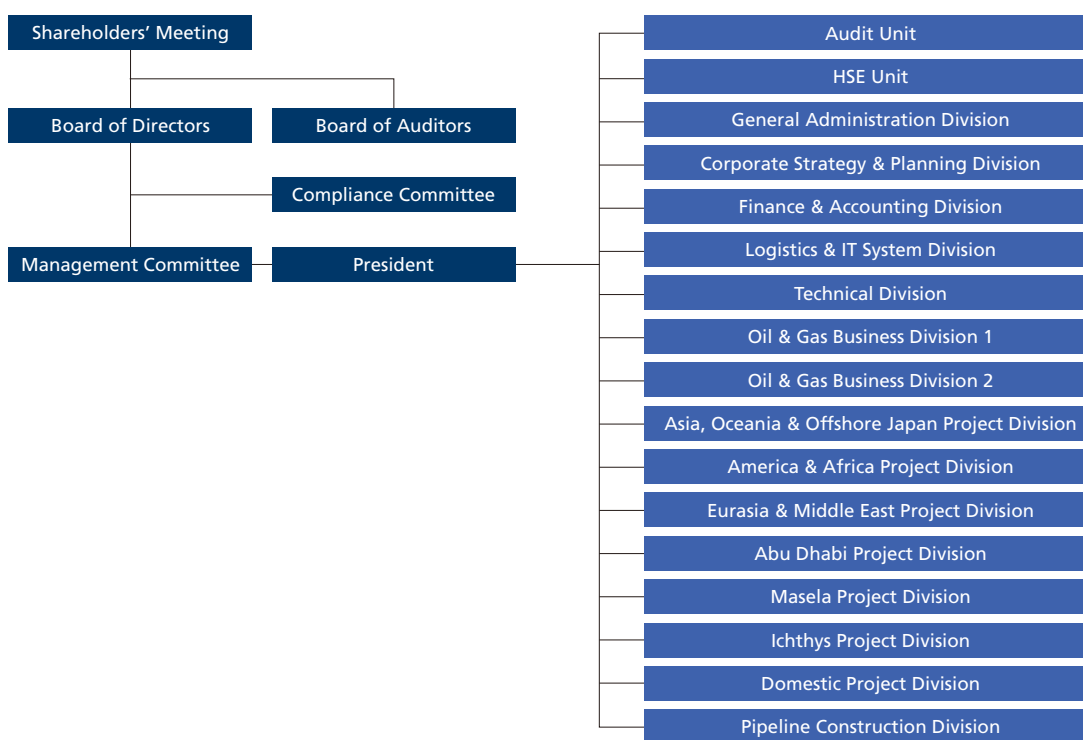 Shareholders’ Meeting
Board of Directors
Board of Auditors
Compliance Committee
Management Committee
President
Audit Unit
HSE Unit
General Administration Division
Corporate Strategy & Planning Division
Finance & Accounting Division
Logistics & IT System Division
Technical Division
Oil & Gas Business Division 1
Oil & Gas Business Division 2
Asia, Oceania & Offshore Japan Project Division
America & Africa Project Division
Eurasia & Middle East Project Division
Abu Dhabi Project Division
Masela Project Division
Ichthys Project Division
Domestic Project Division
Pipeline Construction Division